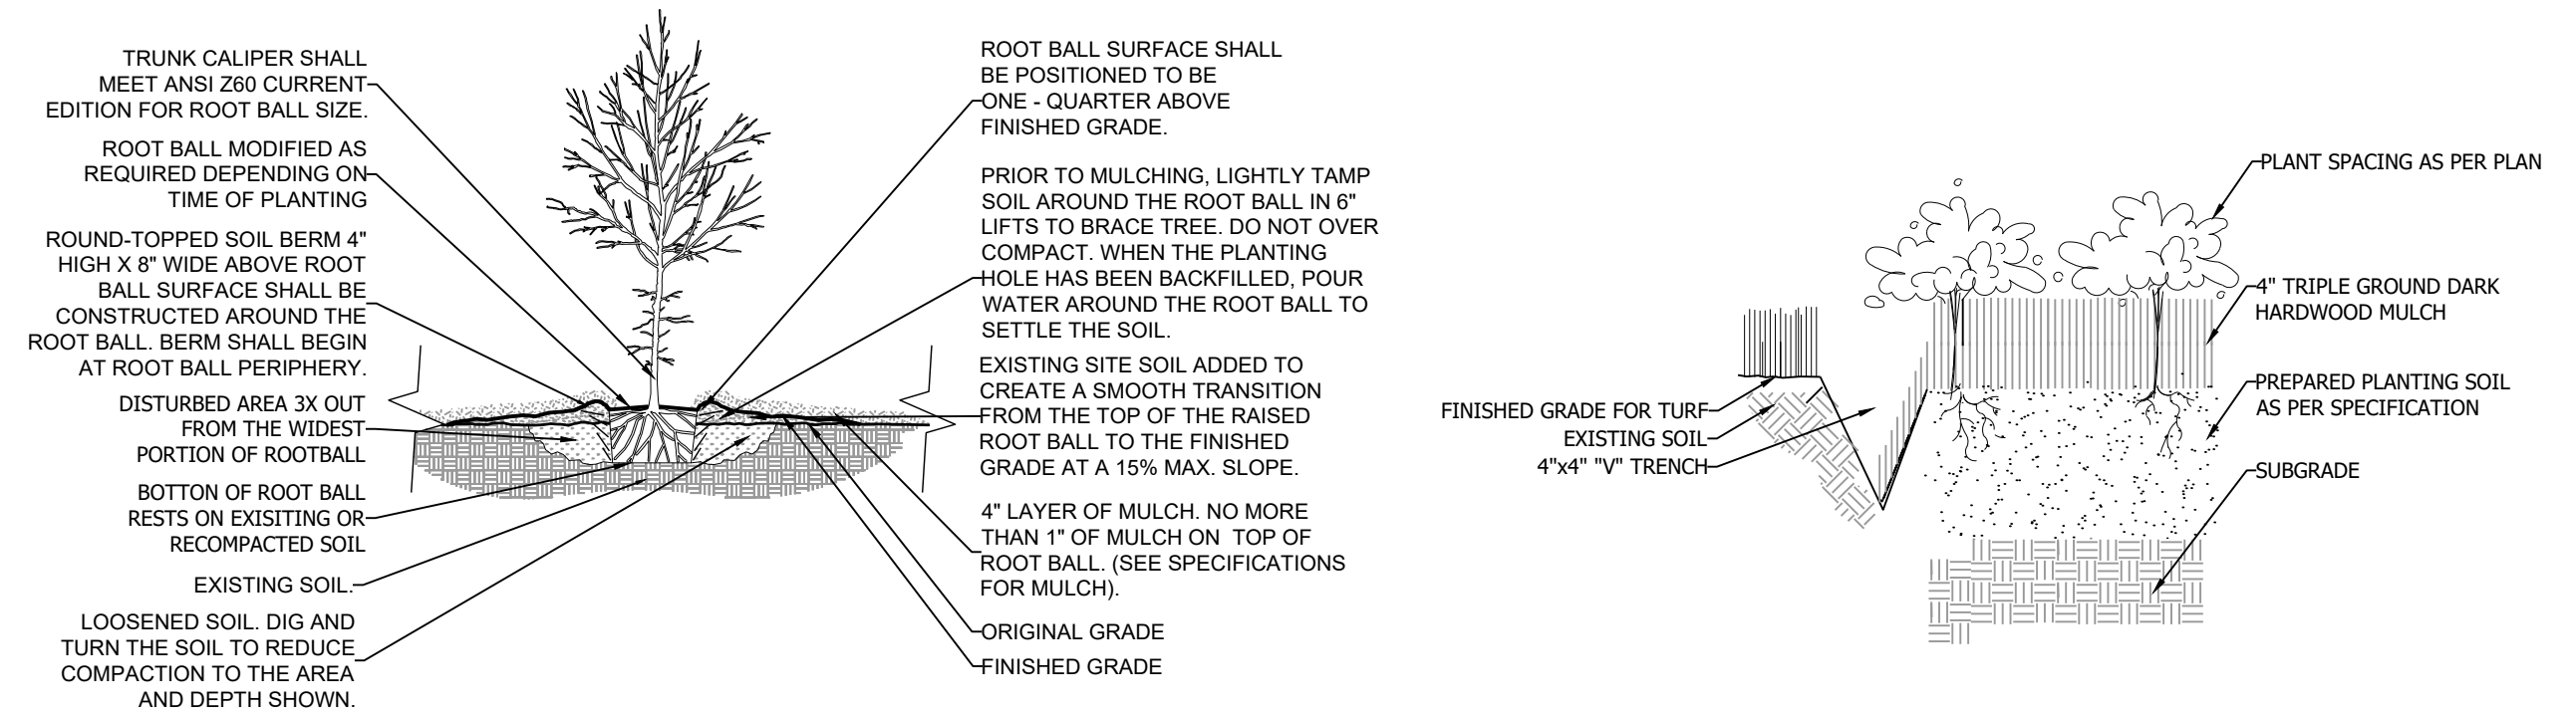 TRUNK CALIPER SHALL
MEET ANSI Z60 CURRENT
EDITION FOR ROOT BALL SIZE.
ROOT BALL MODIFIED AS
REQUIRED DEPENDING ON
TIME OF PLANTING
ROUND-TOPPED SOIL BERM 4"
HIGH X 8" WIDE ABOVE ROOT
BALL SURFACE SHALL BE
CONSTRUCTED AROUND THE
ROOT BALL. BERM SHALL BEGIN
AT ROOT BALL PERIPHERY.
DISTURBED AREA 3X OUT
FROM THE WIDEST
PORTION OF ROOTBALL
BOTTON OF ROOT BALL
RESTS ON EXISITING OR
RECOMPACTED SOIL
EXISTING SOIL.
LOOSENED SOIL. DIG AND
TURN THE SOIL TO REDUCE
COMPACTION TO THE AREA
AND DEPTH SHOWN.
ROOT BALL SURFACE SHALL
BE POSITIONED TO BE
ONE - QUARTER ABOVE
FINISHED GRADE.
PRIOR TO MULCHING, LIGHTLY TAMP
SOIL AROUND THE ROOT BALL IN 6"
LIFTS TO BRACE TREE. DO NOT OVER
COMPACT. WHEN THE PLANTING
HOLE HAS BEEN BACKFILLED, POUR
WATER AROUND THE ROOT BALL TO
SETTLE THE SOIL.
EXISTING SITE SOIL ADDED TO
CREATE A SMOOTH TRANSITION
FROM THE TOP OF THE RAISED
ROOT BALL TO THE FINISHED
GRADE AT A 15% MAX. SLOPE.
4" LAYER OF MULCH. NO MORE
THAN 1" OF MULCH ON TOP OF
ROOT BALL. (SEE SPECIFICATIONS
FOR MULCH).
ORIGINAL GRADE
FINISHED GRADE
FINISHED GRADE FOR TURF
EXISTING SOIL
4"x4" "V" TRENCH
PLANT SPACING AS PER PLAN
4" TRIPLE GROUND DARK
HARDWOOD MULCH
PREPARED PLANTING SOIL
AS PER SPECIFICATION
SUBGRADE